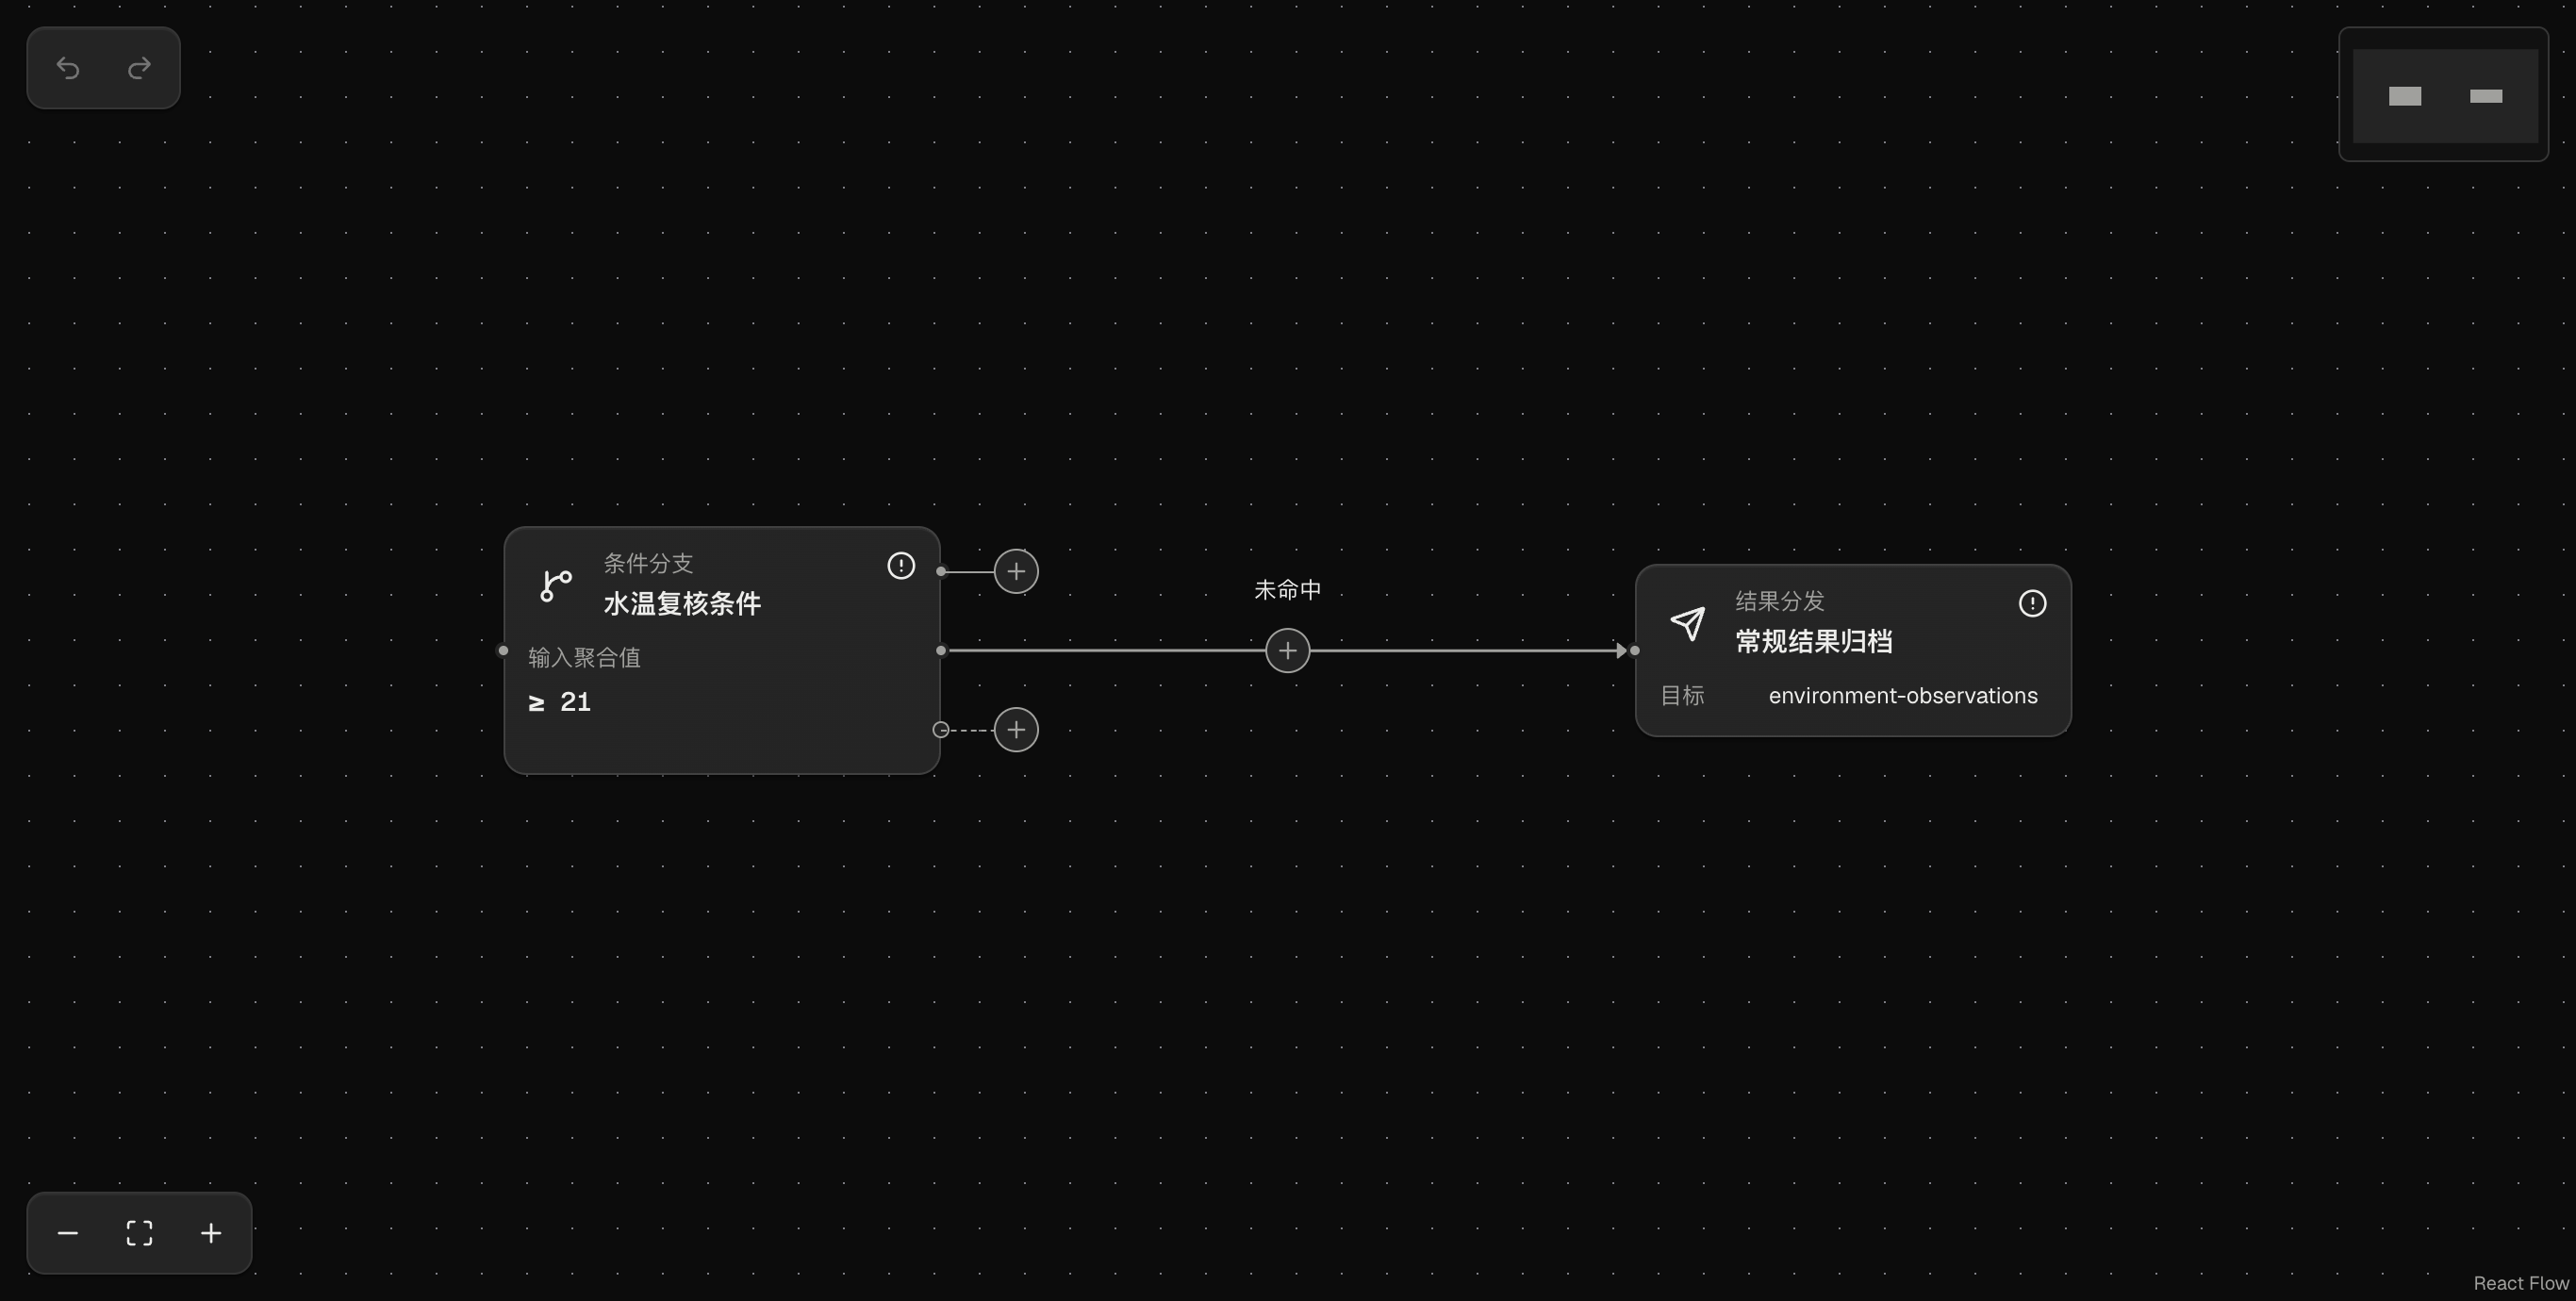 条件分支
水温复核条件
输入聚合值
≥ 21
未命中
结果分发
常规结果归档
目标 environment-observations
React Flow